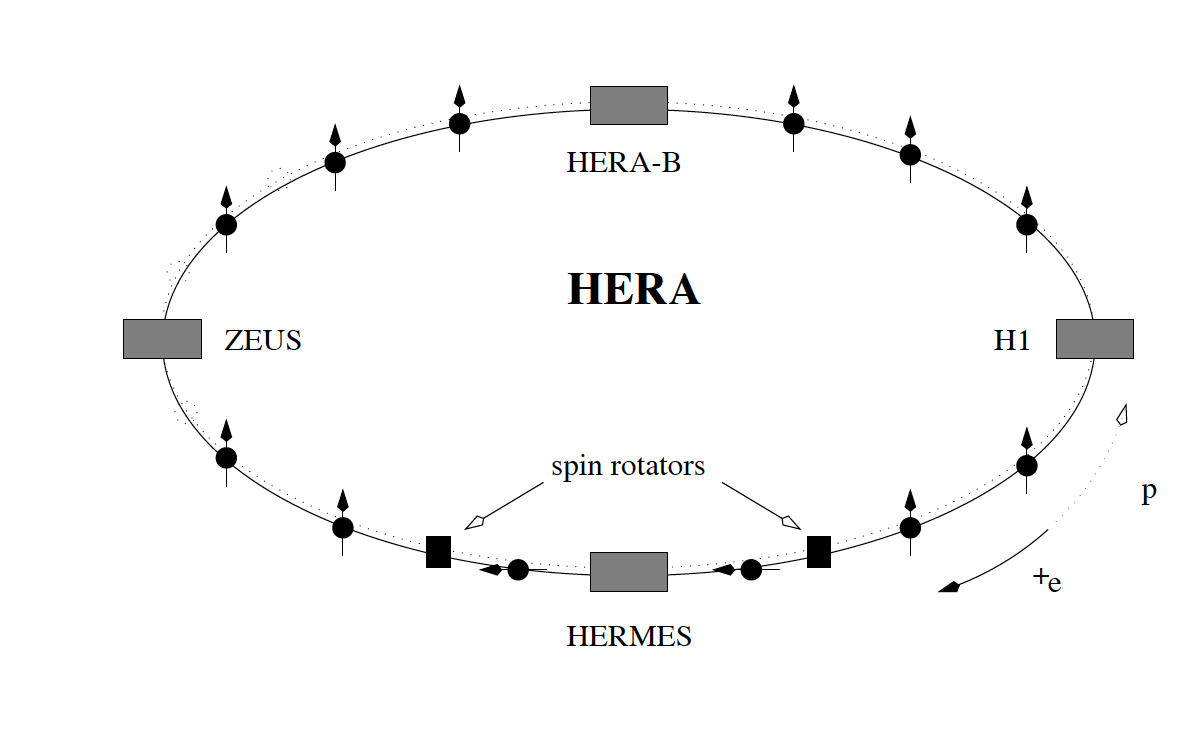 HERA-B
HERA
ZEUS
H1
spin rotators
p
+e
HERMES